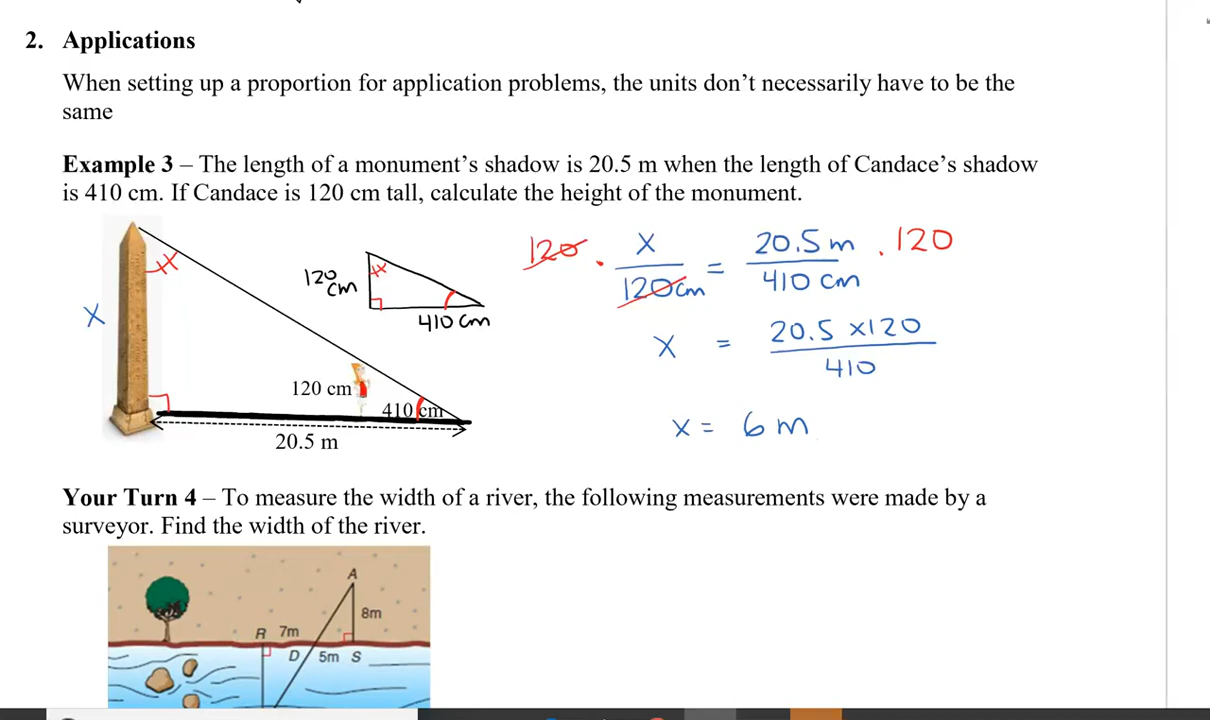 2. Applications
When setting up a proportion for application problems, the units don't necessarily have to be the
same
Example 3 – The length of a monument's shadow is 20.5 m when the length of Candace's shadow
is 410 cm. If Candace is 120 cm tall, calculate the height of the monument.
120 · x / 120cm = 20.5 m / 410 cm . 120
120 cm
410 cm
x
x = 20.5 × 120 / 410
120 cm
410 cm
20.5 m
x = 6 m
Your Turn 4 – To measure the width of a river, the following measurements were made by a
surveyor. Find the width of the river.
A
8m
R 7m
D 5m S